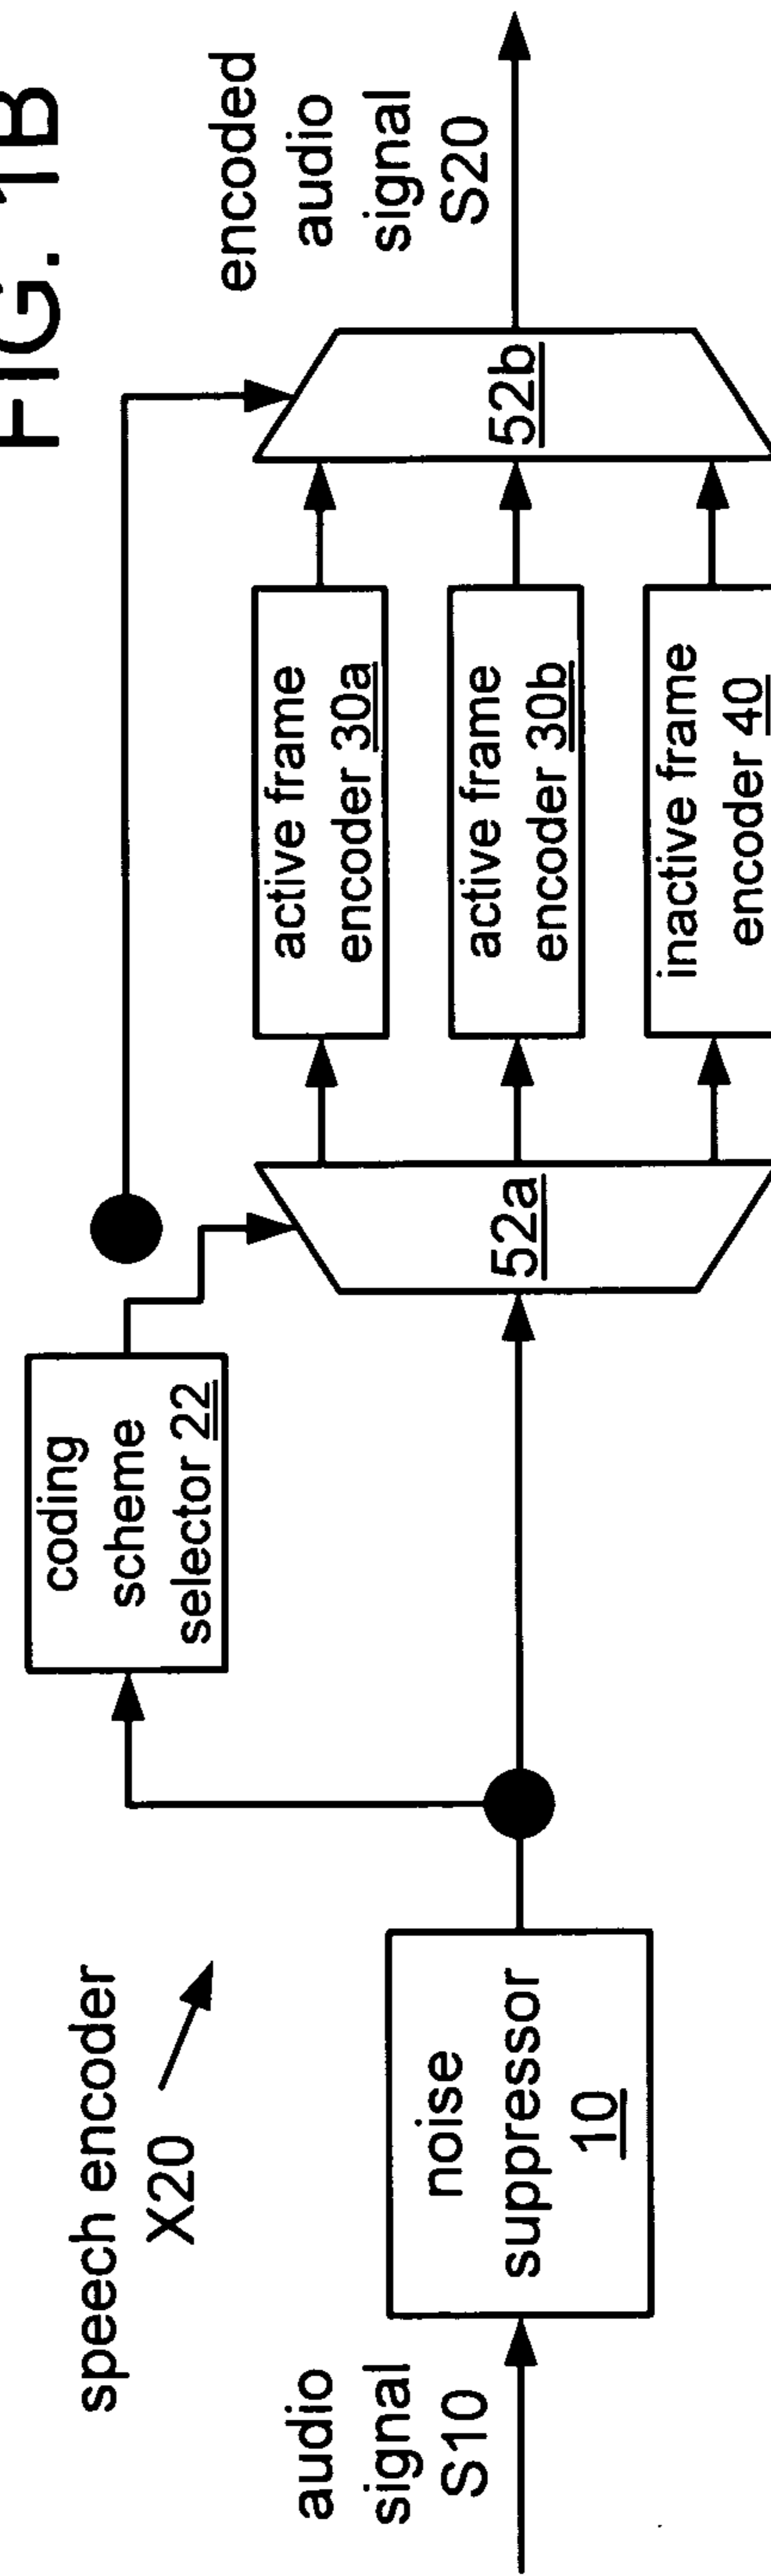 FIG. 1B
speech encoder
X20
audio
signal
S10
noise
suppressor
10
coding
scheme
selector 22
52a
active frame
encoder 30a
active frame
encoder 30b
inactive frame
encoder 40
52b
encoded
audio
signal
S20